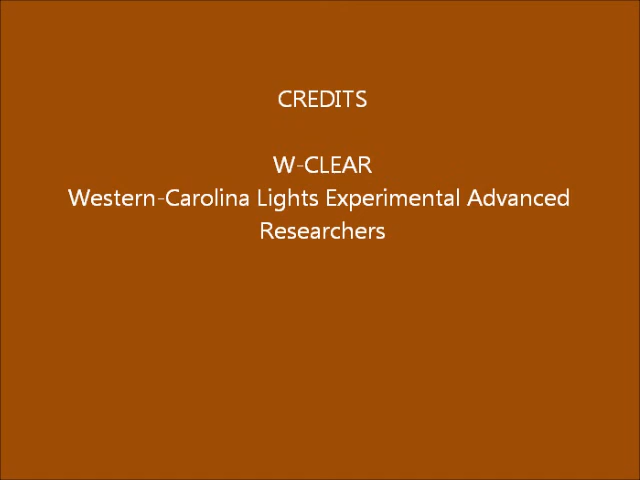 CREDITS
W-CLEAR
Western-Carolina Lights Experimental Advanced
Researchers